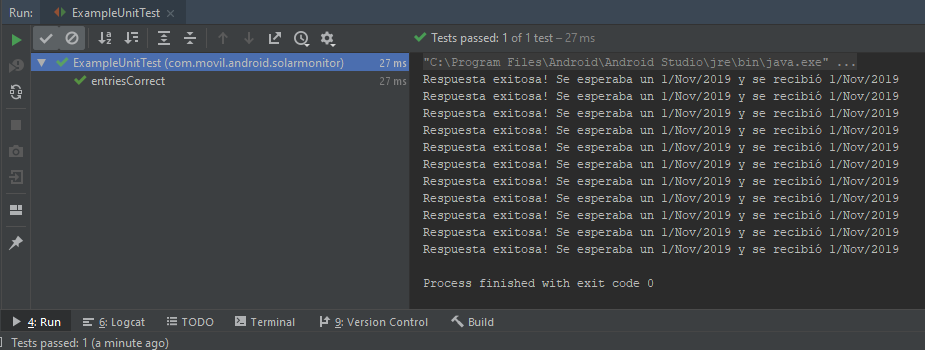 Run: ExampleUnitTest ×
Tests passed: 1 of 1 test – 27 ms
ExampleUnitTest (com.movil.android.solarmonitor) 27 ms
entriesCorrect 27 ms
"C:\Program Files\Android\Android Studio\jre\bin\java.exe" ...
Respuesta exitosa! Se esperaba un 1/Nov/2019 y se recibió 1/Nov/2019
Respuesta exitosa! Se esperaba un 1/Nov/2019 y se recibió 1/Nov/2019
Respuesta exitosa! Se esperaba un 1/Nov/2019 y se recibió 1/Nov/2019
Respuesta exitosa! Se esperaba un 1/Nov/2019 y se recibió 1/Nov/2019
Respuesta exitosa! Se esperaba un 1/Nov/2019 y se recibió 1/Nov/2019
Respuesta exitosa! Se esperaba un 1/Nov/2019 y se recibió 1/Nov/2019
Respuesta exitosa! Se esperaba un 1/Nov/2019 y se recibió 1/Nov/2019
Respuesta exitosa! Se esperaba un 1/Nov/2019 y se recibió 1/Nov/2019
Respuesta exitosa! Se esperaba un 1/Nov/2019 y se recibió 1/Nov/2019
Respuesta exitosa! Se esperaba un 1/Nov/2019 y se recibió 1/Nov/2019
Respuesta exitosa! Se esperaba un 1/Nov/2019 y se recibió 1/Nov/2019
Process finished with exit code 0
4: Run 6: Logcat TODO Terminal 9: Version Control Build
Tests passed: 1 (a minute ago)